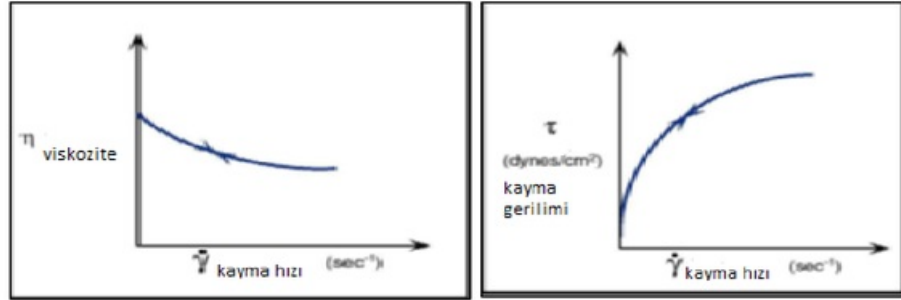 η
viskozite
γ̇ kayma hızı (sec⁻¹)
τ
(dynes/cm²)
kayma
gerilimi
γ̇ kayma hızı (sec⁻¹)